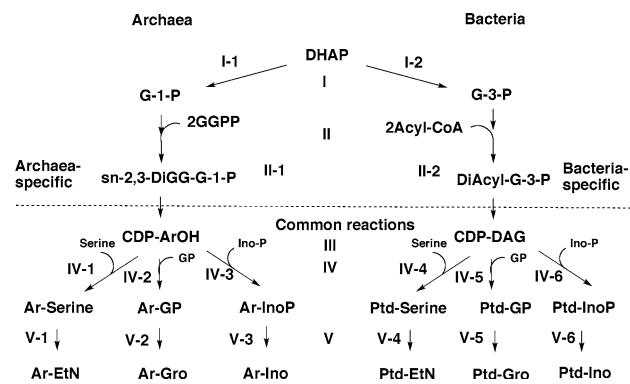 Archaea Bacteria
DHAP
I-1 I-2
I
G-1-P G-3-P
2GGPP 2Acyl-CoA
II
Archaea-
specific
sn-2,3-DiGG-G-1-P II-1 II-2 DiAcyl-G-3-P
Bacteria-
specific
Common reactions
CDP-ArOH III CDP-DAG
Serine GP Ino-P Serine GP Ino-P
IV-1 IV-2 IV-3 IV IV-4 IV-5 IV-6
Ar-Serine Ar-GP Ar-InoP Ptd-Serine Ptd-GP Ptd-InoP
V-1 V-2 V-3 V V-4 V-5 V-6
Ar-EtN Ar-Gro Ar-Ino Ptd-EtN Ptd-Gro Ptd-Ino